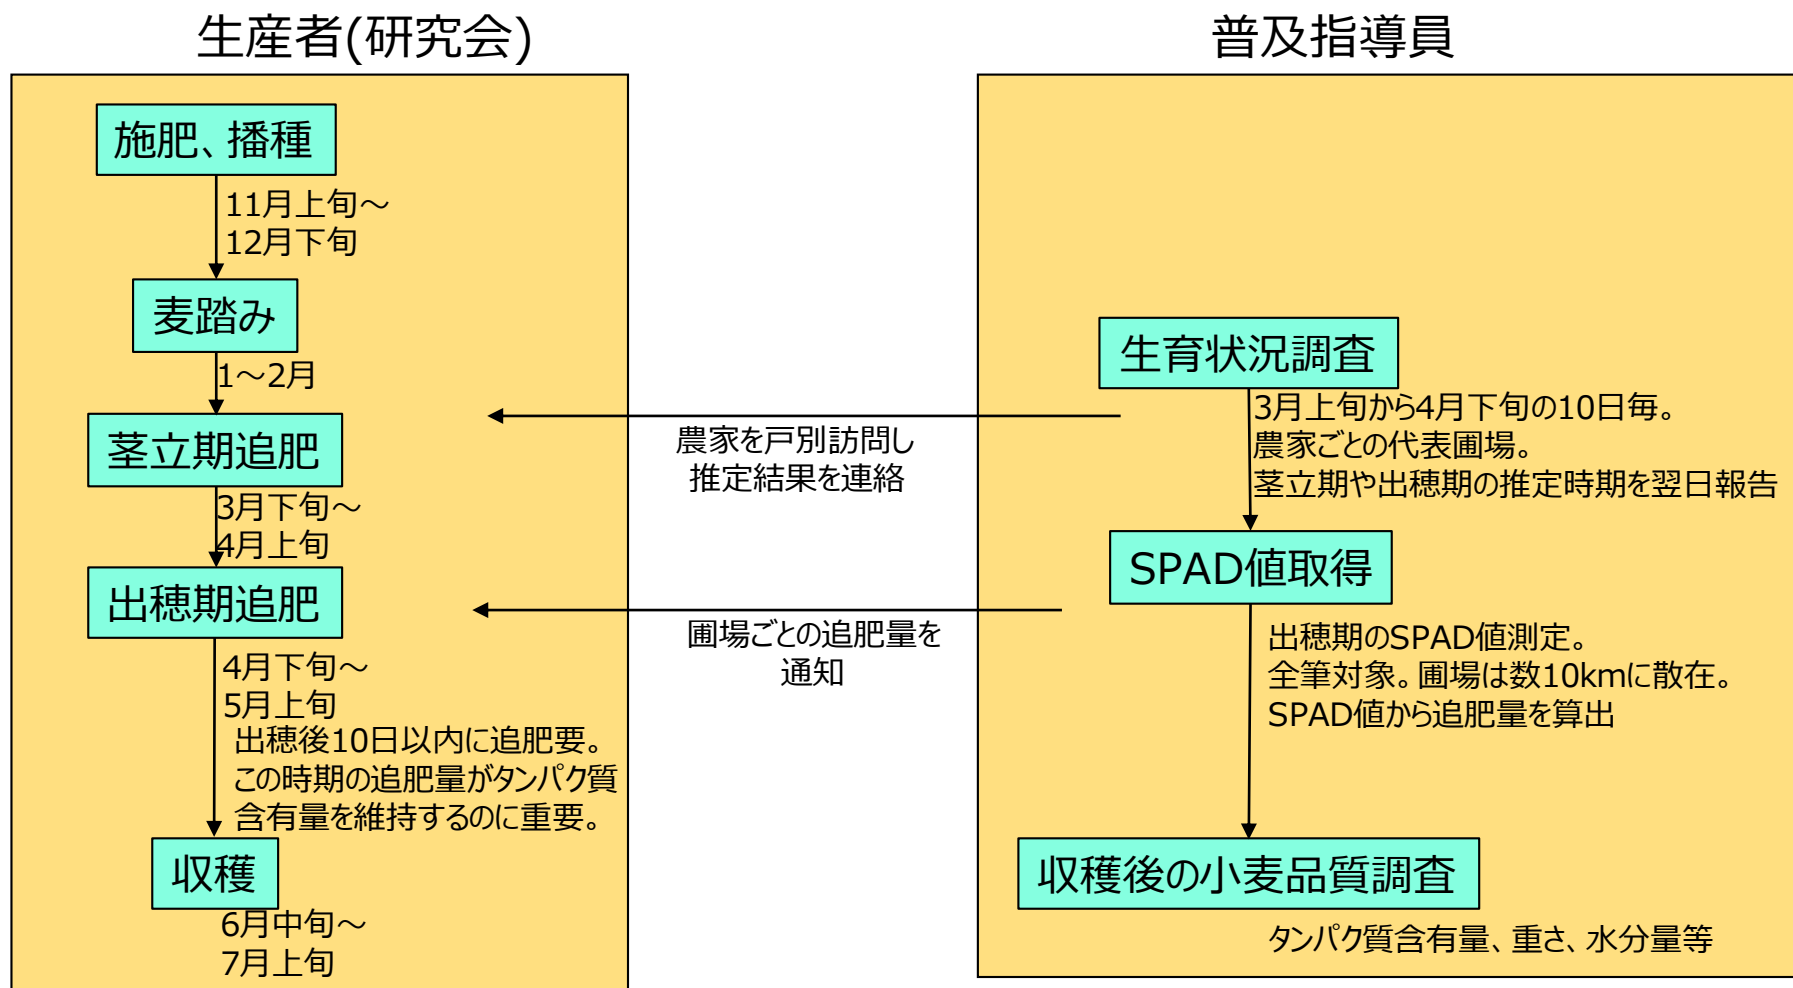 生産者(研究会)
施肥、播種
11月上旬～
12月下旬
麦踏み
1～2月
茎立期追肥
3月下旬～
4月上旬
出穂期追肥
4月下旬～
5月上旬
出穂後10日以内に追肥要。
この時期の追肥量がタンパク質
含有量を維持するのに重要。
収穫
6月中旬～
7月上旬
農家を戸別訪問し
推定結果を連絡
圃場ごとの追肥量を
通知
普及指導員
生育状況調査
3月上旬から4月下旬の10日毎。
農家ごとの代表圃場。
茎立期や出穂期の推定時期を翌日報告
SPAD値取得
出穂期のSPAD値測定。
全筆対象。圃場は数10kmに散在。
SPAD値から追肥量を算出
収穫後の小麦品質調査
タンパク質含有量、重さ、水分量等